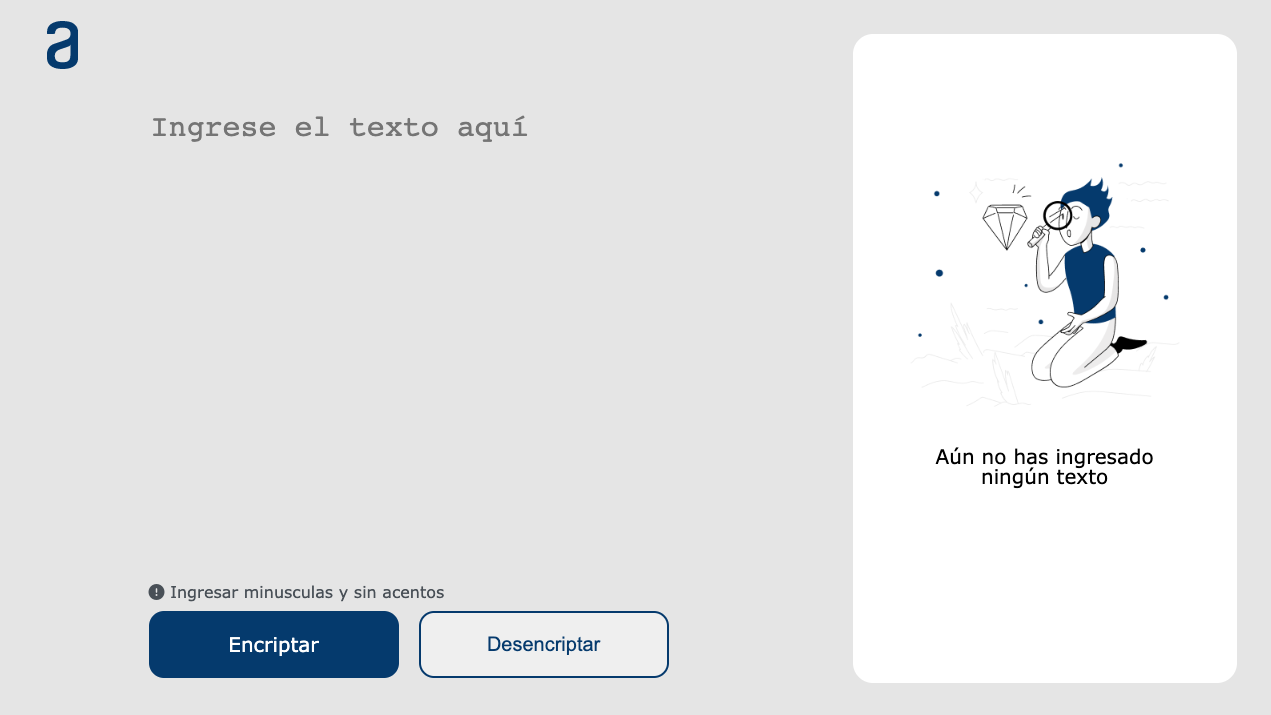 a
Ingrese el texto aquí
Aún no has ingresado
ningún texto
Ingresar minusculas y sin acentos
Encriptar
Desencriptar